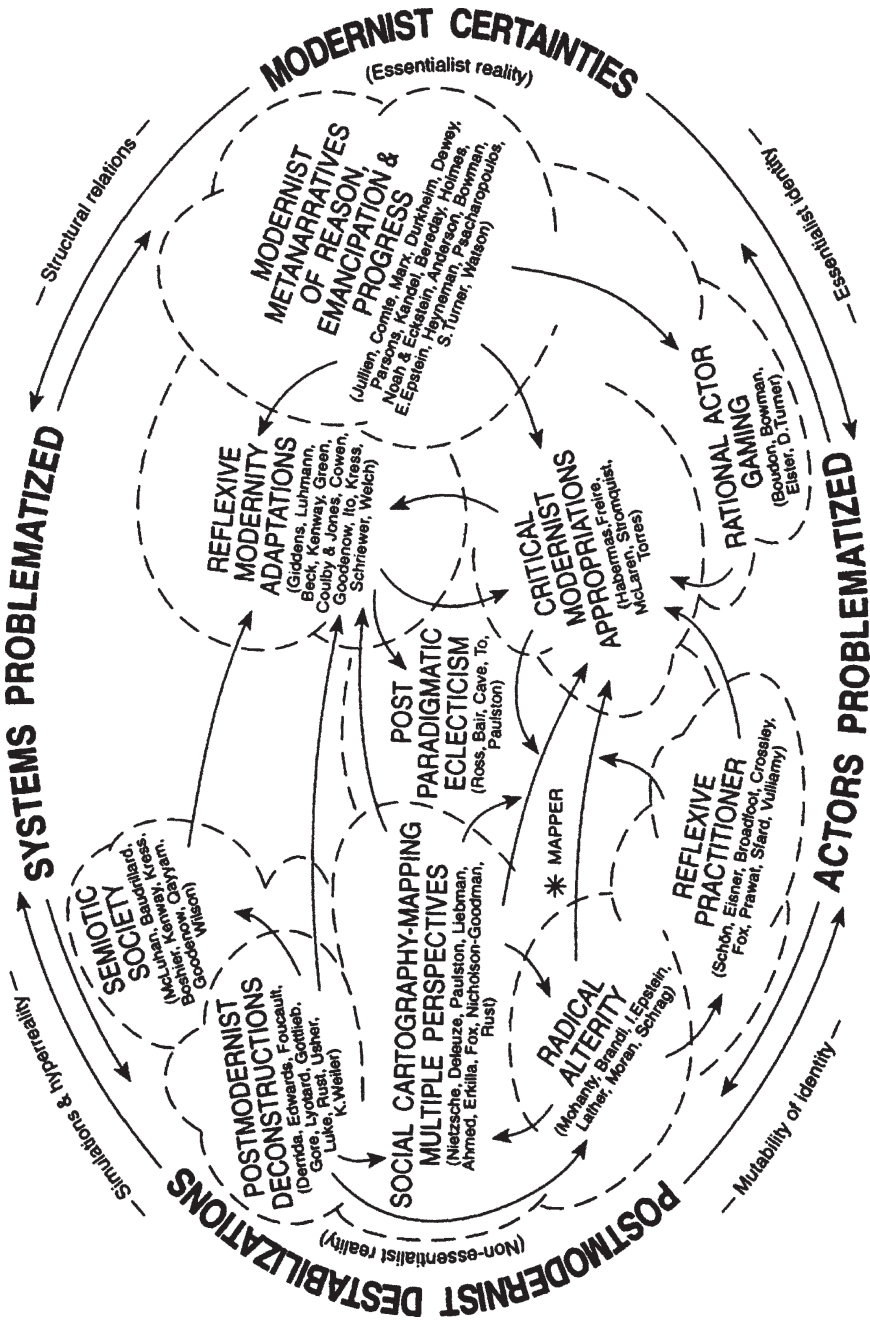 MODERNIST CERTAINTIES
(Essentialist reality)
— Structural relations —
— Essentialist identity —
SYSTEMS PROBLEMATIZED
ACTORS PROBLEMATIZED
MODERNIST
METANARRATIVES
OF REASON,
EMANCIPATION &
PROGRESS
(Jullien, Comte, Marx, Durkheim, Dewey,
Parsons, Kandel, Bereday, Holmes,
Noah & Eckstein, Anderson, Bowman,
E.Epstein, Heyneman, Psacharopoulos,
S.Turner, Watson)
REFLEXIVE
MODERNITY
ADAPTATIONS
(Giddens, Luhmann,
Beck, Kenway, Green,
Coulby & Jones, Cowen,
Goodenow, Ito, Kress,
Schriewer, Welch)
CRITICAL
MODERNIST
APPROPRIATIONS
(Habermas, Freire,
McLaren, Stromquist,
Torres)
RATIONAL ACTOR
GAMING
(Boudon, Bowman,
Elster, D.Turner)
POST
PARADIGMATIC
ECLECTICISM
(Ross, Bair, Cave, To,
Paulston)
SEMIOTIC
SOCIETY
(McLuhan, Baudrillard,
Boshier, Kenway, Kress,
Goodenow, Qayyam,
Wilson)
POSTMODERNIST
DECONSTRUCTIONS
(Derrida, Edwards, Foucault,
Gore, Lyotard, Gottlieb,
Luke, Rust, Usher,
K.Weiler)
SOCIAL CARTOGRAPHY-MAPPING
MULTIPLE PERSPECTIVES
(Nietzsche, Deleuze, Paulston, Liebman,
Ahmed, Erkilla, Fox, Nicholson-Goodman,
Rust)
✳ MAPPER
RADICAL
ALTERITY
(Mohanty, Brandl, I.Epstein,
Lather, Moran, Schrag)
REFLEXIVE
PRACTITIONER
(Schön, Eisner, Broadfoot, Crossley,
Fox, Prawat, Sfard, Vulliamy)
— Simulations & hyperreality —
— Mutability of identity —
(Non-essentialist reality)
POSTMODERNIST DESTABILIZATIONS